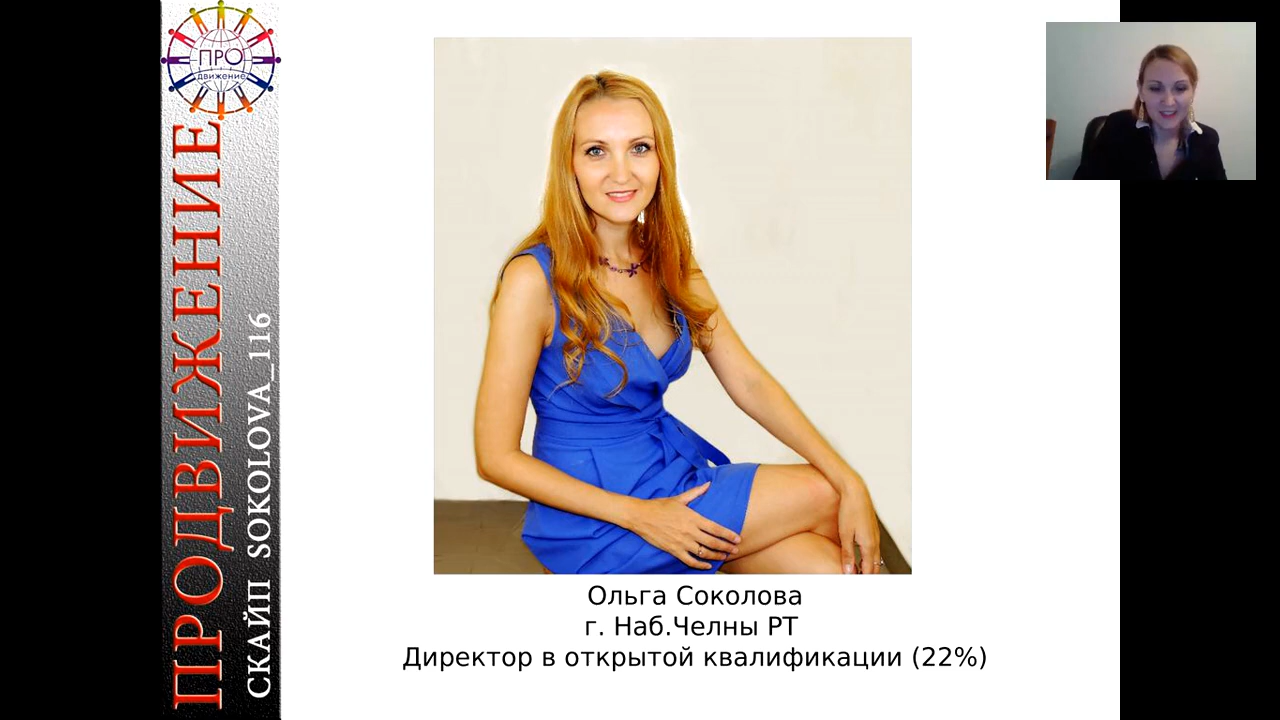 ПРО
движение
ПРОДВИЖЕНИЕ
СКАЙП SOKOLOVA_116
Ольга Соколова
г. Наб.Челны РТ
Директор в открытой квалификации (22%)